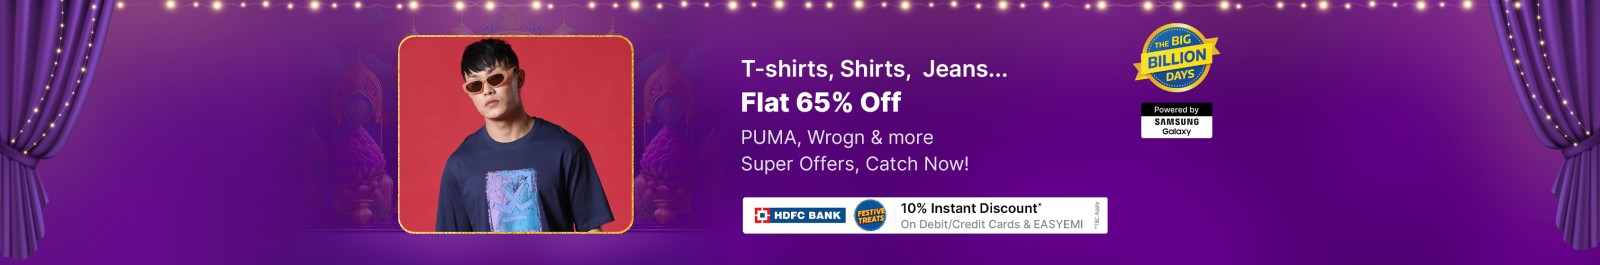 T-shirts, Shirts, Jeans...
Flat 65% Off
PUMA, Wrogn & more
Super Offers, Catch Now!
HDFC BANK
FESTIVE
TREATS
10% Instant Discount*
On Debit/Credit Cards & EASYEMI
*T&C Apply
THE BIG
BILLION
DAYS
Powered by
SAMSUNG
Galaxy